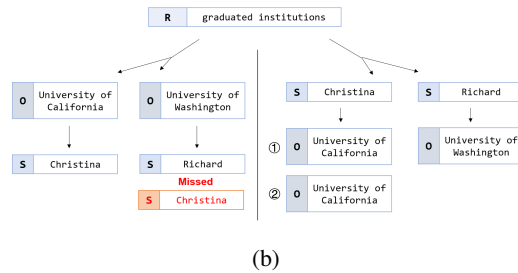 R graduated institutions
O University of
California
O University of
Washington
S Christina
S Richard
Missed
S Christina
S Christina
S Richard
① O University of
California
O University of
Washington
② O University of
California
(b)